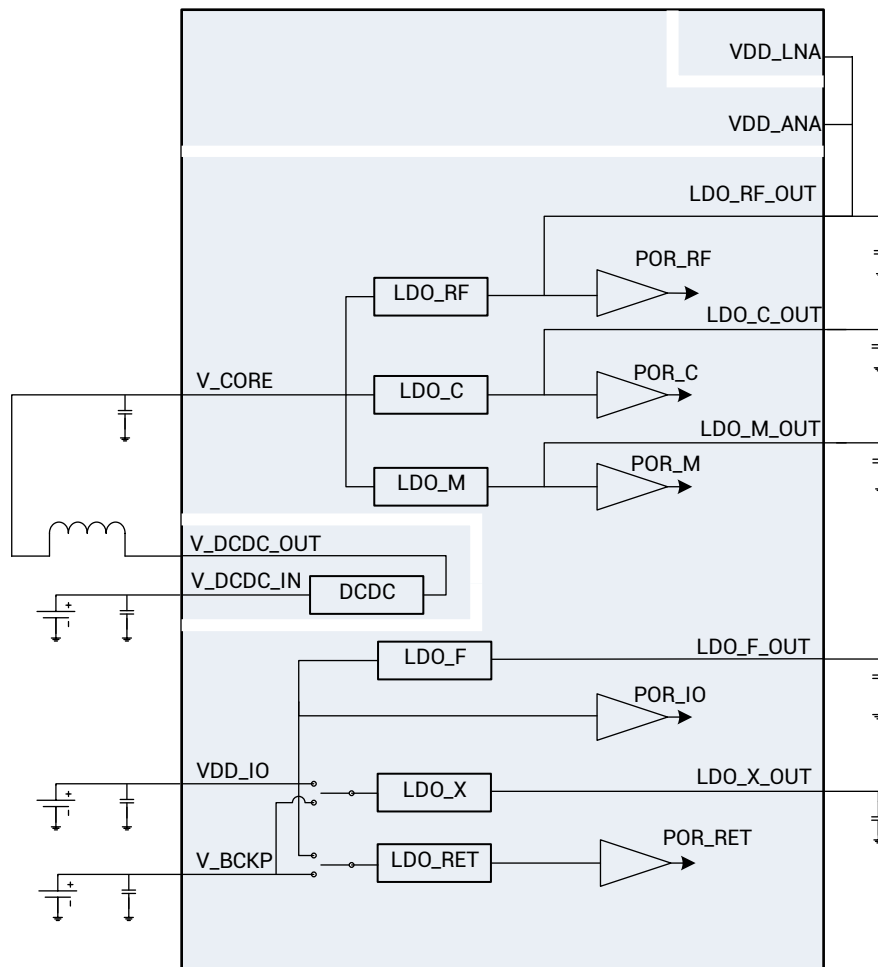 VDD_LNA
VDD_ANA
LDO_RF_OUT
POR_RF
LDO_RF
LDO_C_OUT
V_CORE
LDO_C
POR_C
LDO_M_OUT
POR_M
LDO_M
V_DCDC_OUT
V_DCDC_IN
DCDC
+
-
LDO_F
LDO_F_OUT
POR_IO
VDD_IO
LDO_X
LDO_X_OUT
+
-
V_BCKP
LDO_RET
POR_RET
+
-